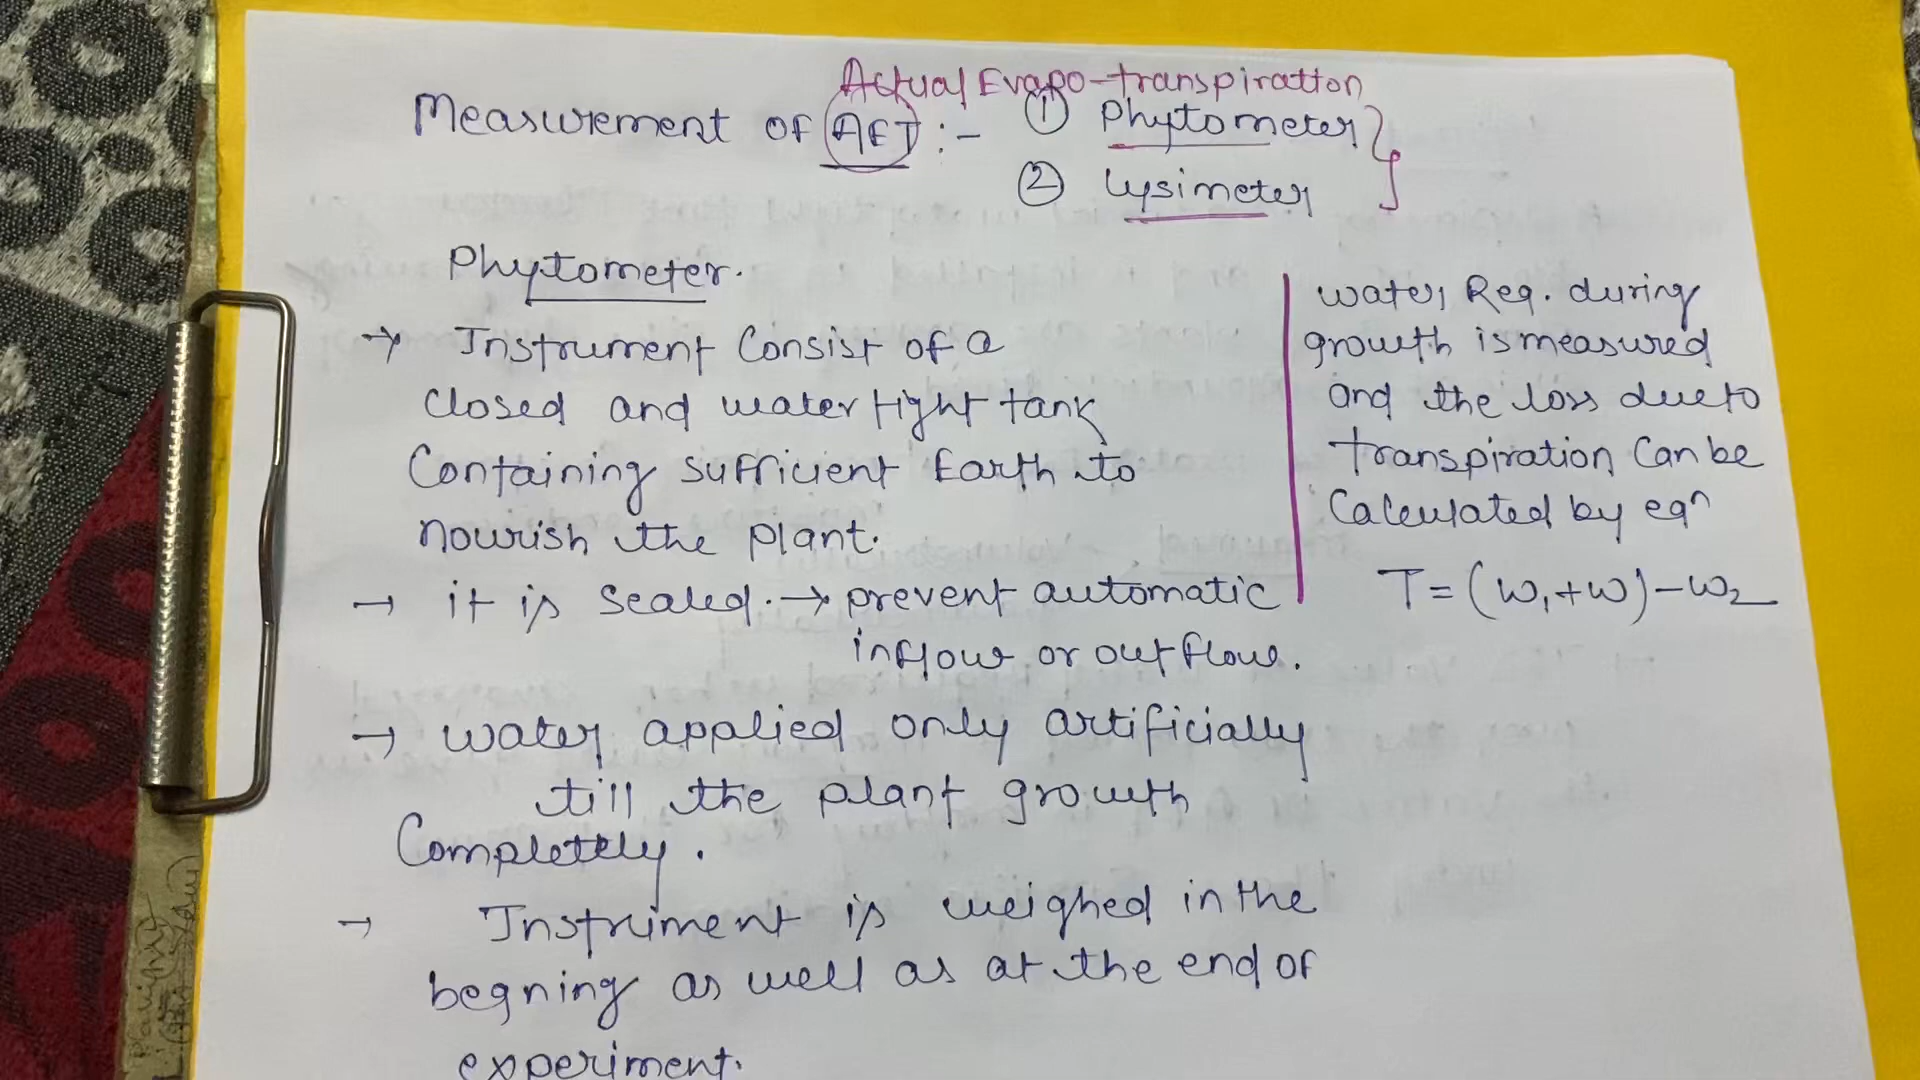 Actual Evapo-transpiration
Measurement of AET :- ① Phytometer
② Lysimeter
Phytometer.
→ Instrument Consist of a
closed and water tight tank
Containing sufficient Earth to
nourish the plant.
→ it is sealed. → prevent automatic
inflow or outflow.
→ water applied only artificially
till the plant growth
Completely.
→ Instriment is weighed in the
begning as well as at the end of
experiment.
water Req. during
growth is measured
and the loss due to
transpiration Can be
Calculated by eqn
T = (w₁+w)-w₂